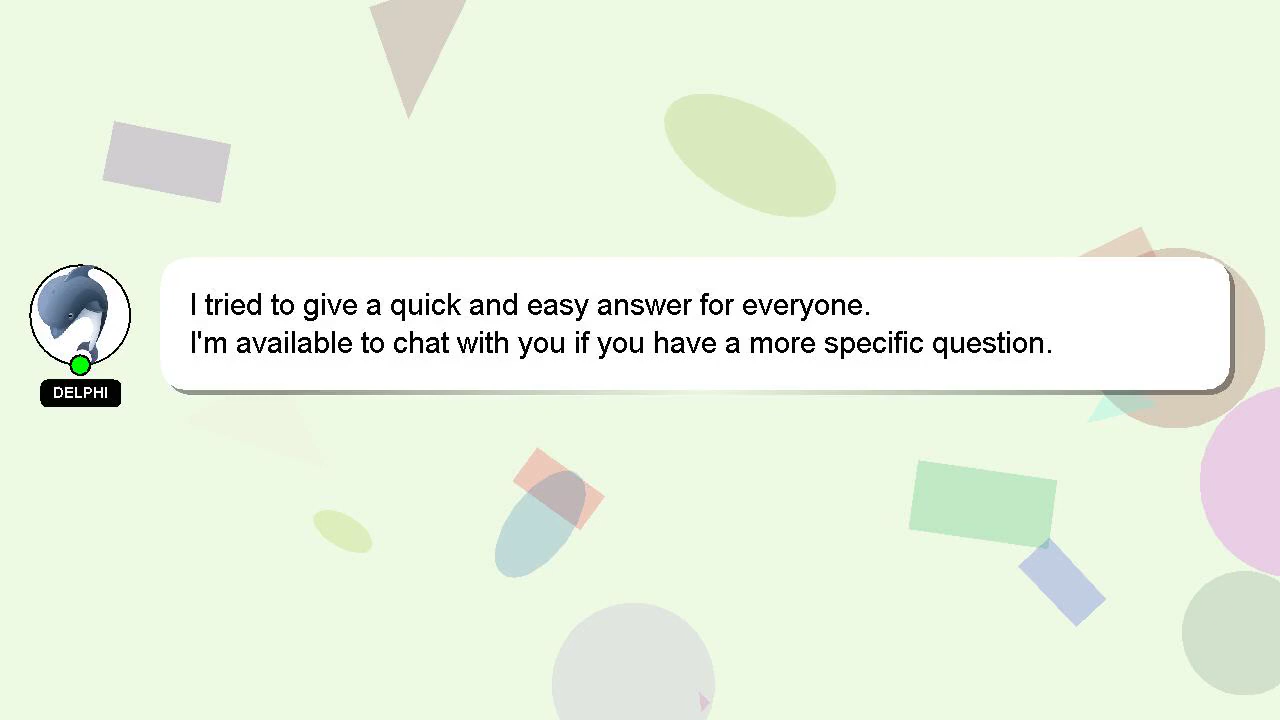 I tried to give a quick and easy answer for everyone.
I'm available to chat with you if you have a more specific question.
DELPHI